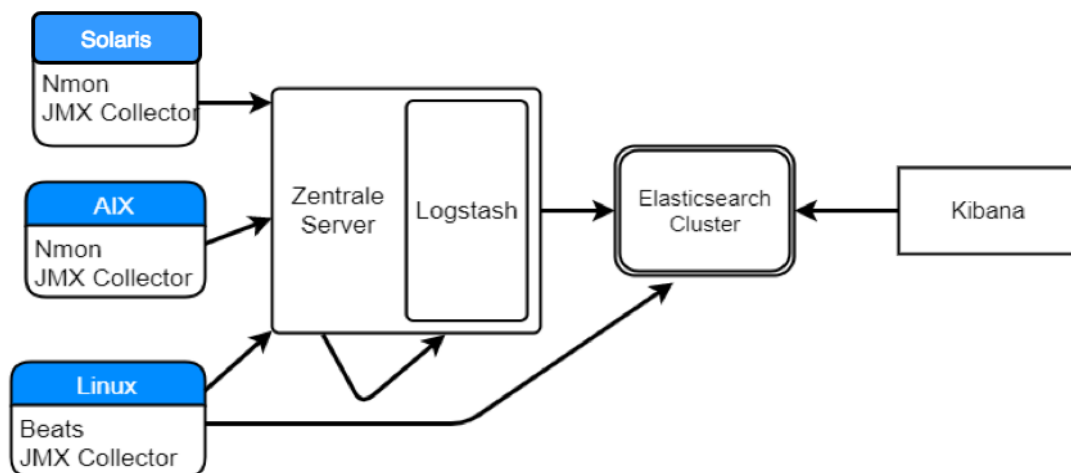 Solaris
Nmon
JMX Collector
AIX
Nmon
JMX Collector
Linux
Beats
JMX Collector
Zentrale
Server
Logstash
Elasticsearch
Cluster
Kibana